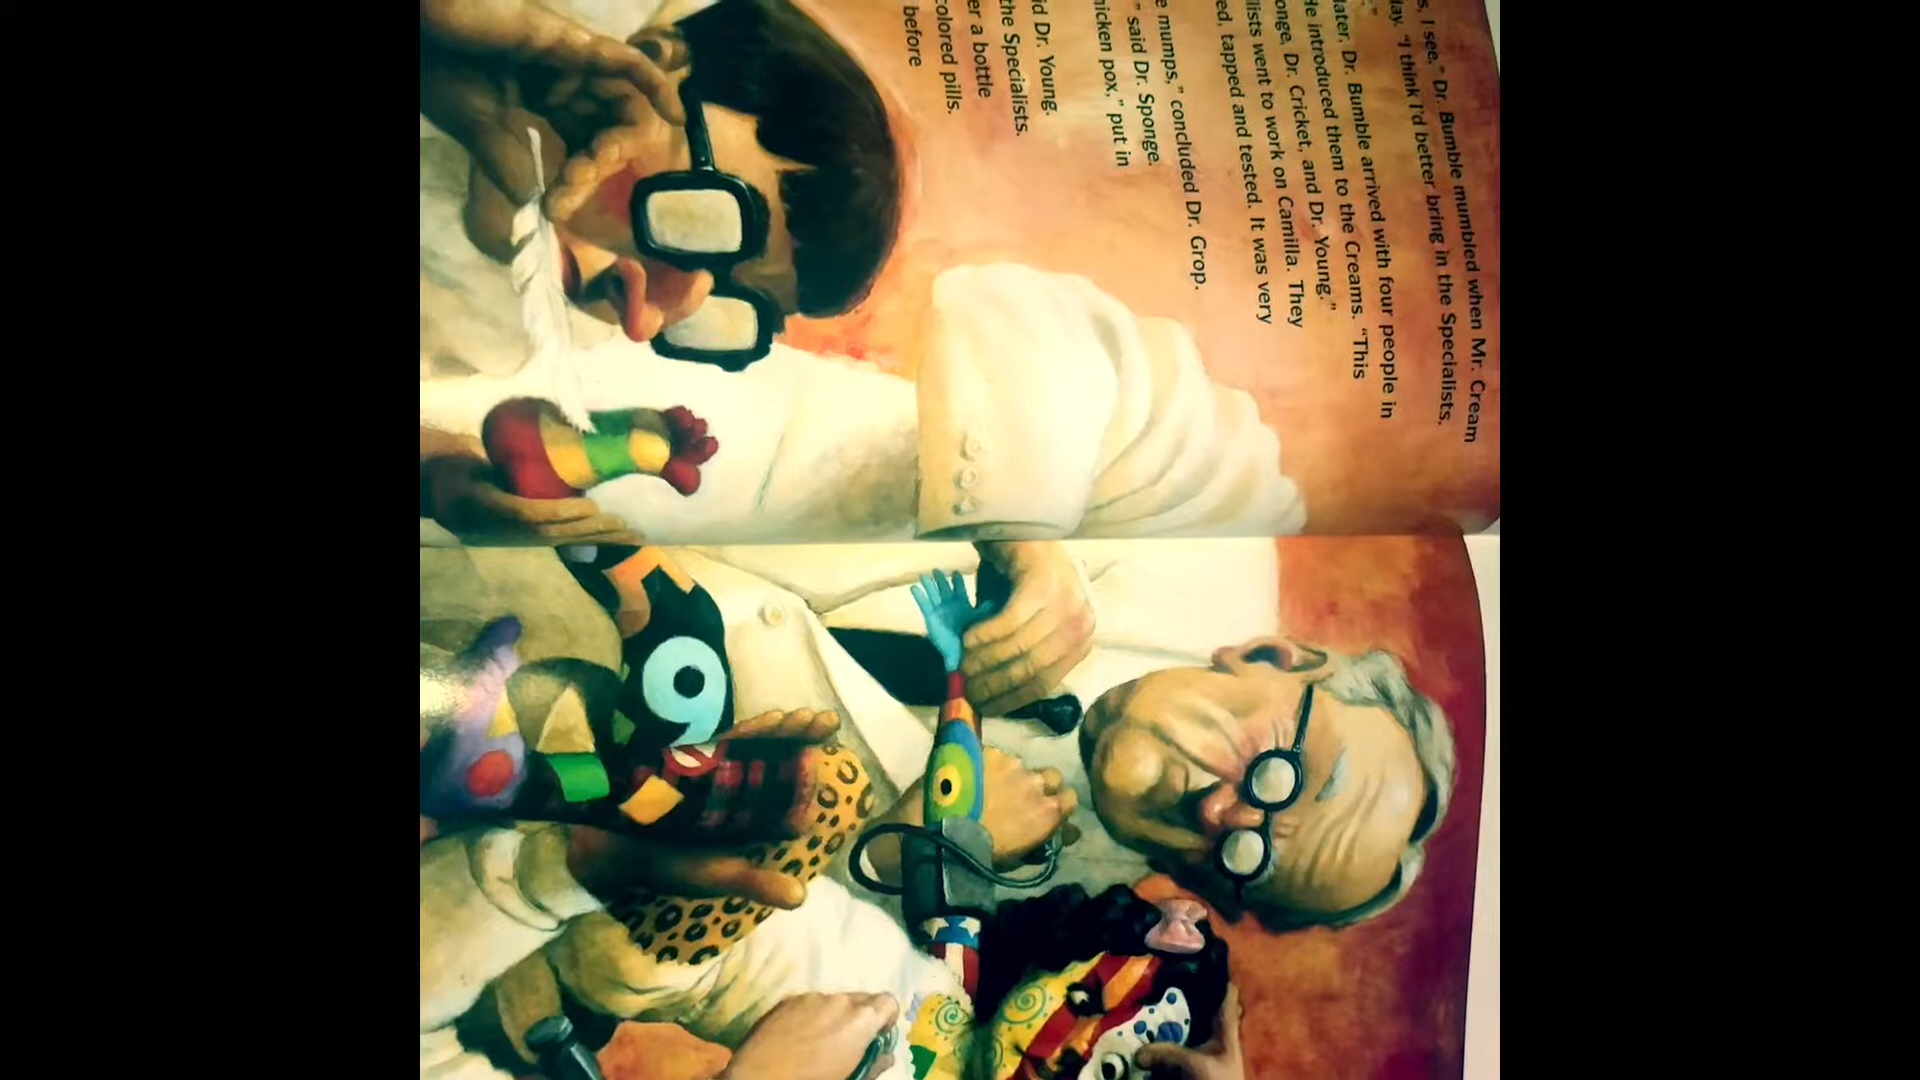 s, I see," Dr. Bumble mumbled when Mr. Cream
lay. "I think I'd better bring in the Specialists.
."
later, Dr. Bumble arrived with four people in
He introduced them to the Creams. "This
onge, Dr. Cricket, and Dr. Young."
lists went to work on Camilla. They
ed, tapped and tested. It was very
e mumps," concluded Dr. Grop.
" said Dr. Sponge.
hicken pox," put in
id Dr. Young.
the Specialists.
er a bottle
colored pills.
before
9